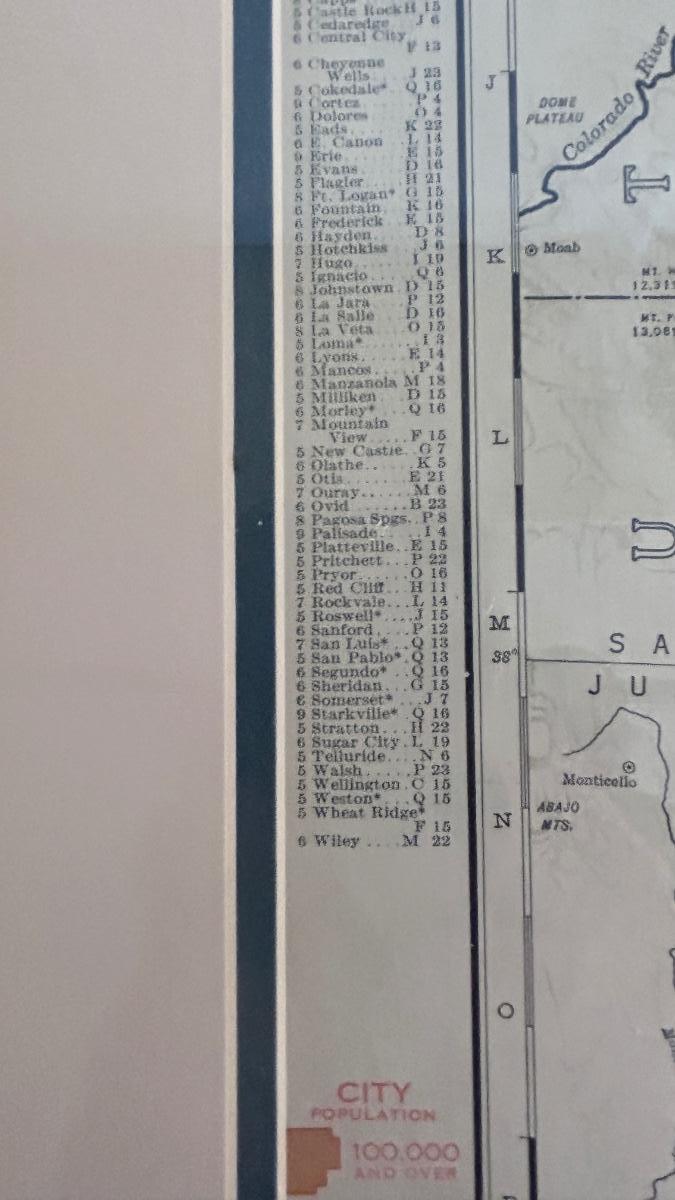 5 Castle Rock H 15
5 Cedaredge J 6
6 Central City
F 13
6 Cheyenne
Wells J 23
5 Cokedale* Q 16
9 Cortez P 4
6 Dolores O 4
5 Eads K 22
6 E. Canon L 14
9 Erie E 15
5 Evans D 16
5 Flagler H 21
8 Ft. Logan* G 15
6 Fountain K 16
6 Frederick E 15
6 Hayden D 8
5 Hotchkiss J 6
7 Hugo I 19
5 Ignacio Q 6
8 Johnstown D 15
6 La Jara P 12
6 La Salle D 16
8 La Veta O 15
5 Loma* I 3
6 Lyons E 14
6 Mancos P 4
6 Manzanola M 18
5 Milliken D 15
6 Morley* Q 16
7 Mountain
View F 15
5 New Castle G 7
6 Olathe K 5
5 Otis E 21
7 Ouray M 6
6 Ovid B 23
8 Pagosa Spgs. P 8
9 Palisade I 4
5 Platteville E 15
5 Pritchett P 22
5 Pryor O 16
5 Red Cliff H 11
7 Rockvale L 14
5 Roswell* J 15
6 Sanford P 12
7 San Luis* Q 13
5 San Pablo* Q 13
6 Segundo* Q 16
6 Sheridan G 15
6 Somerset* J 7
9 Starkville* Q 16
5 Stratton H 22
6 Sugar City L 19
5 Telluride N 6
5 Walsh P 23
5 Wellington C 15
5 Weston* Q 15
5 Wheat Ridge*
F 15
6 Wiley M 22
CITY
POPULATION
100,000
AND OVER
J
K
L
M
38°
N
O
DOME
PLATEAU
Colorado River
T
Moab
MT.
12,31
MT. P
13,08
U
S A
J U
Monticello
ABAJO
MTS.